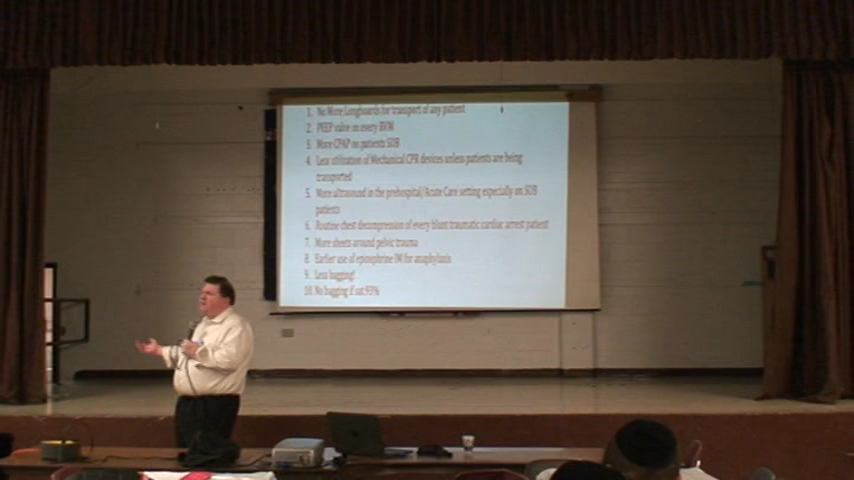 1. No More Longboards for transport of any patient
2. PEEP valve on every BVM
3. More CPAP on patients SOB
4. Less utilization of Mechanical CPR devices unless patients are being
transported
5. More ultrasound in the prehospital/Acute Care setting especially on SOB
patients
6. Routine chest decompression of every blunt traumatic cardiac arrest patient
7. More sheets around pelvic trauma
8. Earlier use of epinephrine IM for anaphylaxis
9. Less bagging!
10. No bagging if sat 93%